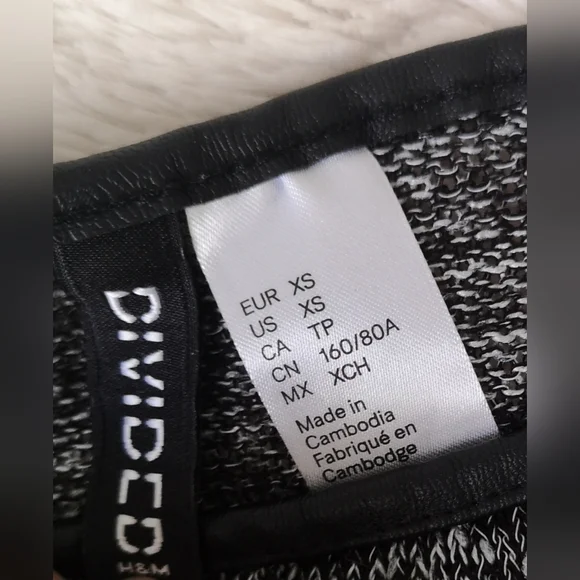 DIVIDED
H&M
EUR XS
US XS
CA TP
CN 160/80A
MX XCH
Made in
Cambodia
Fabriqué en
Cambodge